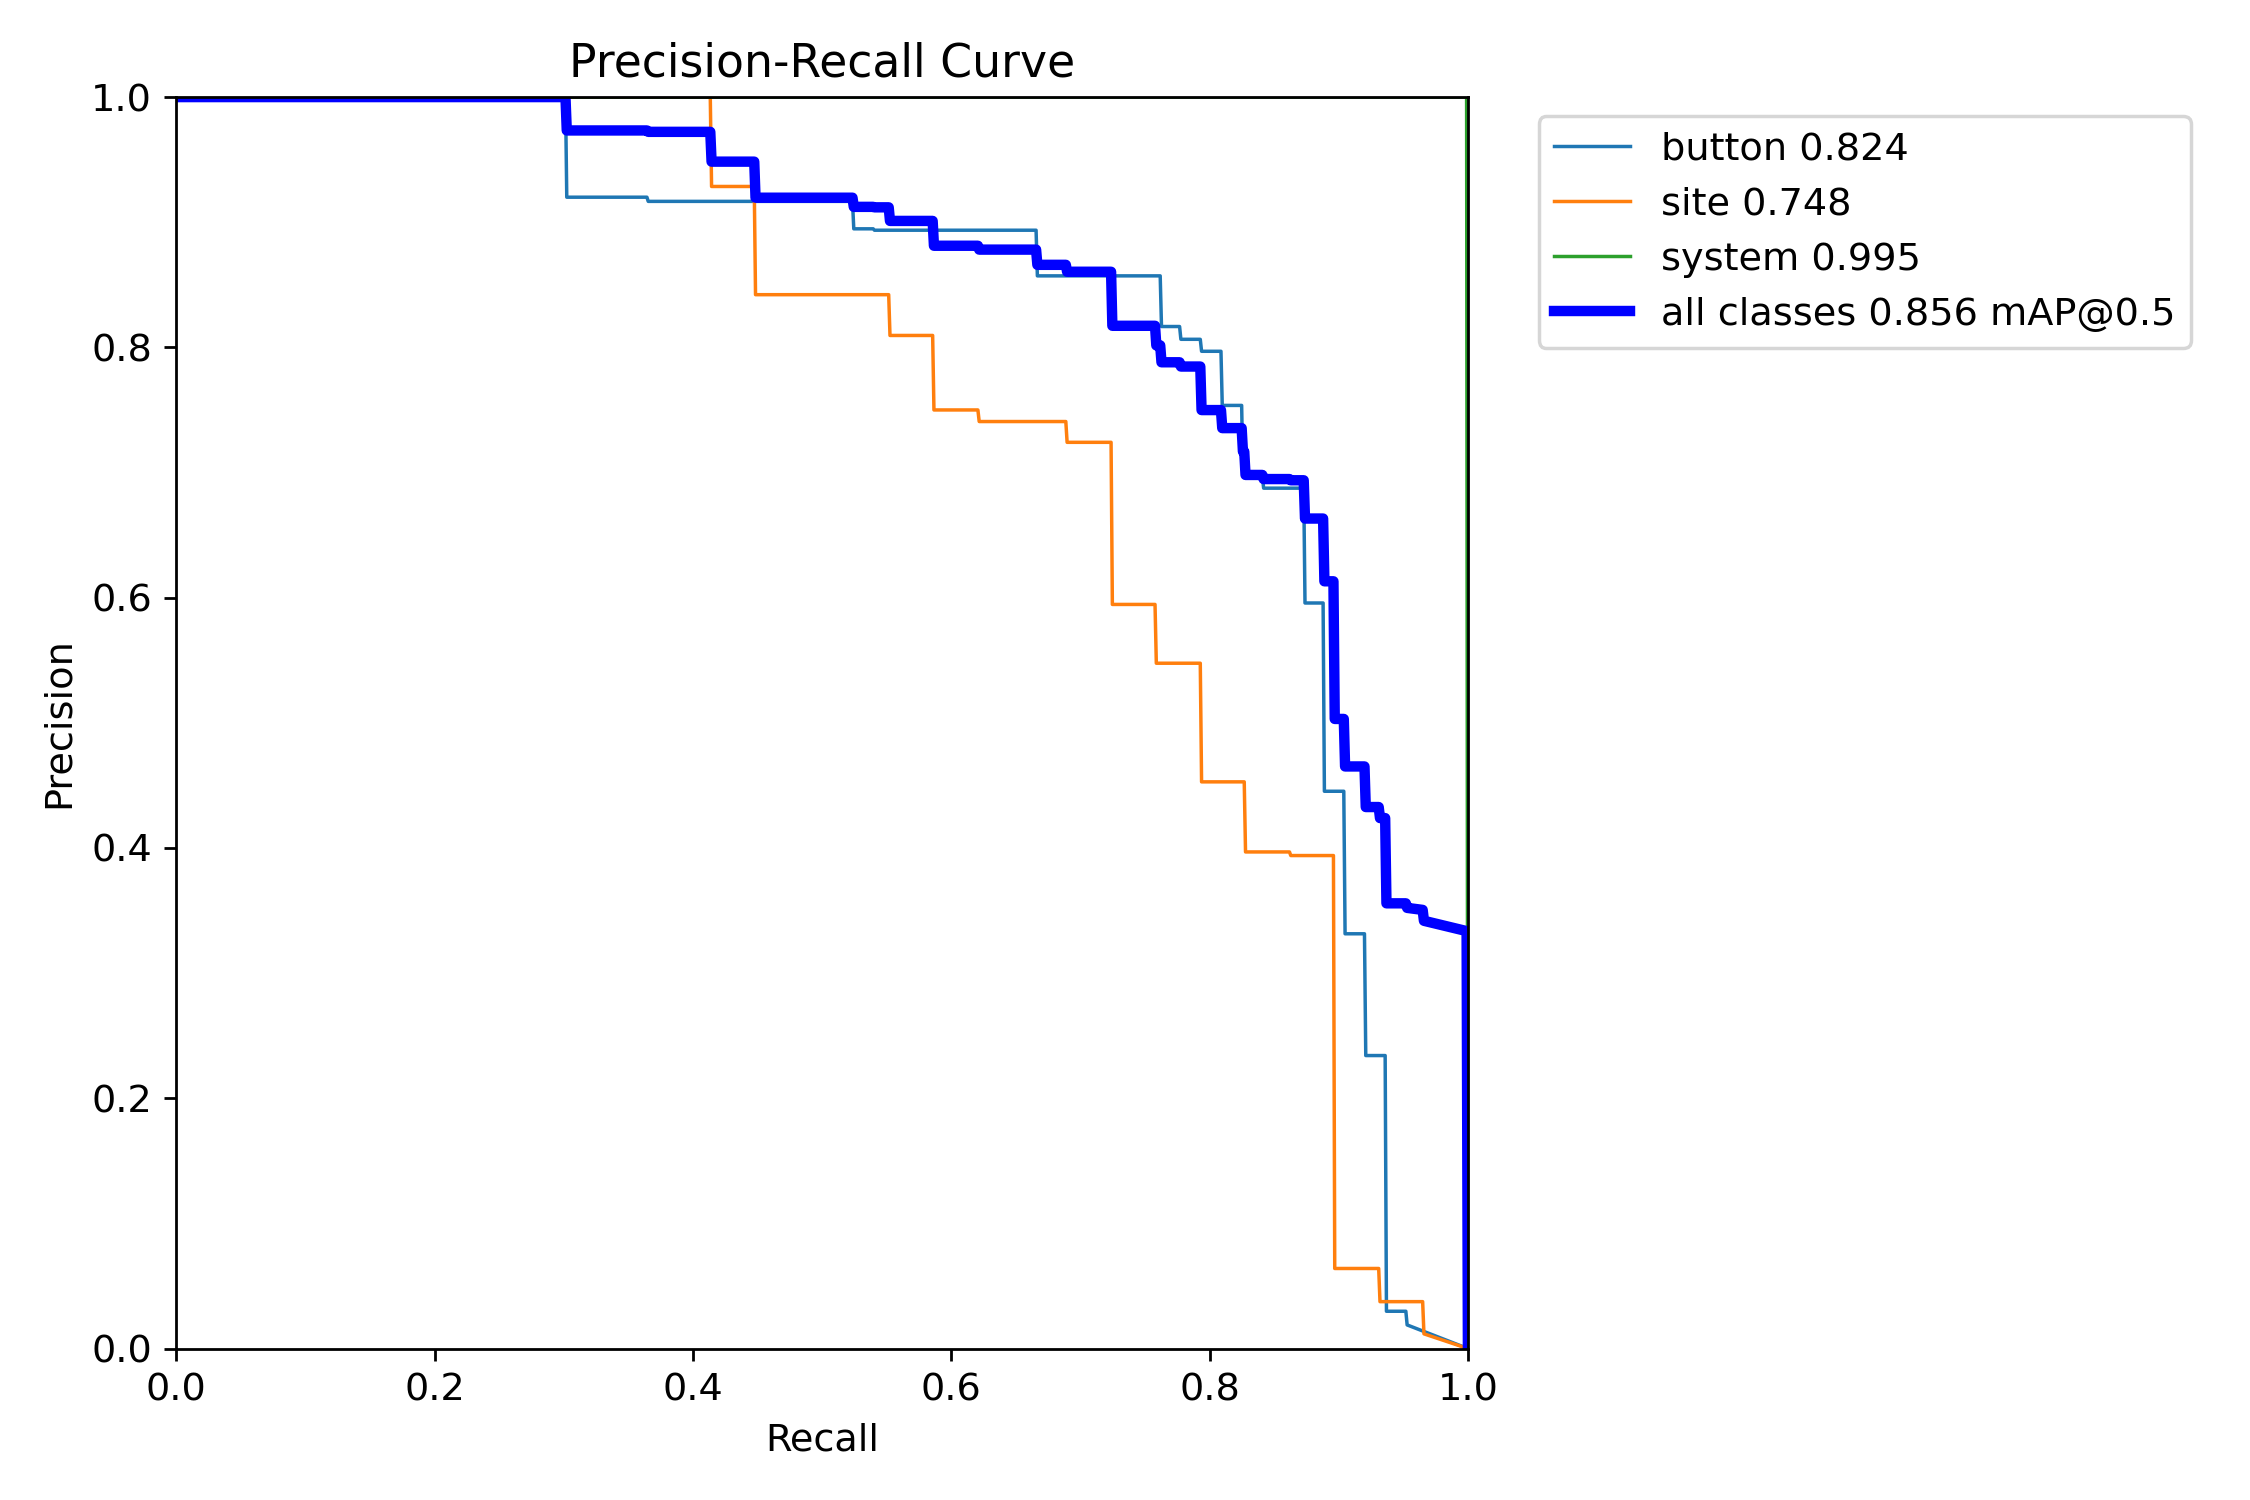 Precision-Recall Curve
1.0
0.8
0.6
0.4
0.2
0.0
Precision
0.0 0.2 0.4 0.6 0.8 1.0
Recall
button 0.824
site 0.748
system 0.995
all classes 0.856 mAP@0.5